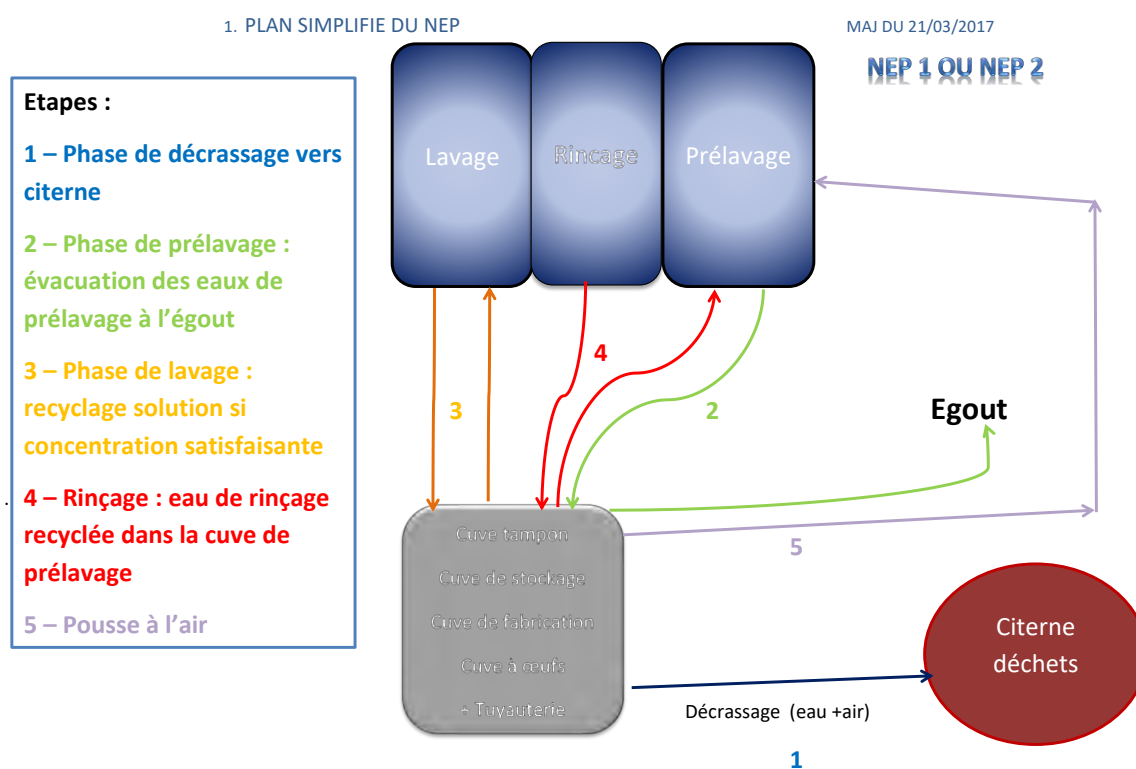 1. PLAN SIMPLIFIE DU NEP
MAJ DU 21/03/2017
NEP 1 OU NEP 2
Etapes :
1 – Phase de décrassage vers
citerne
2 – Phase de prélavage :
évacuation des eaux de
prélavage à l’égout
3 – Phase de lavage :
recyclage solution si
concentration satisfaisante
4 – Rinçage : eau de rinçage
recyclée dans la cuve de
prélavage
5 – Pousse à l’air
.
Lavage
Rincage
Prélavage
4
3
2
Egout
5
Cuve tampon
Cuve de stockage
Cuve de fabrication
Cuve à œufs
+ Tuyauterie
Citerne
déchets
Décrassage (eau +air)
1